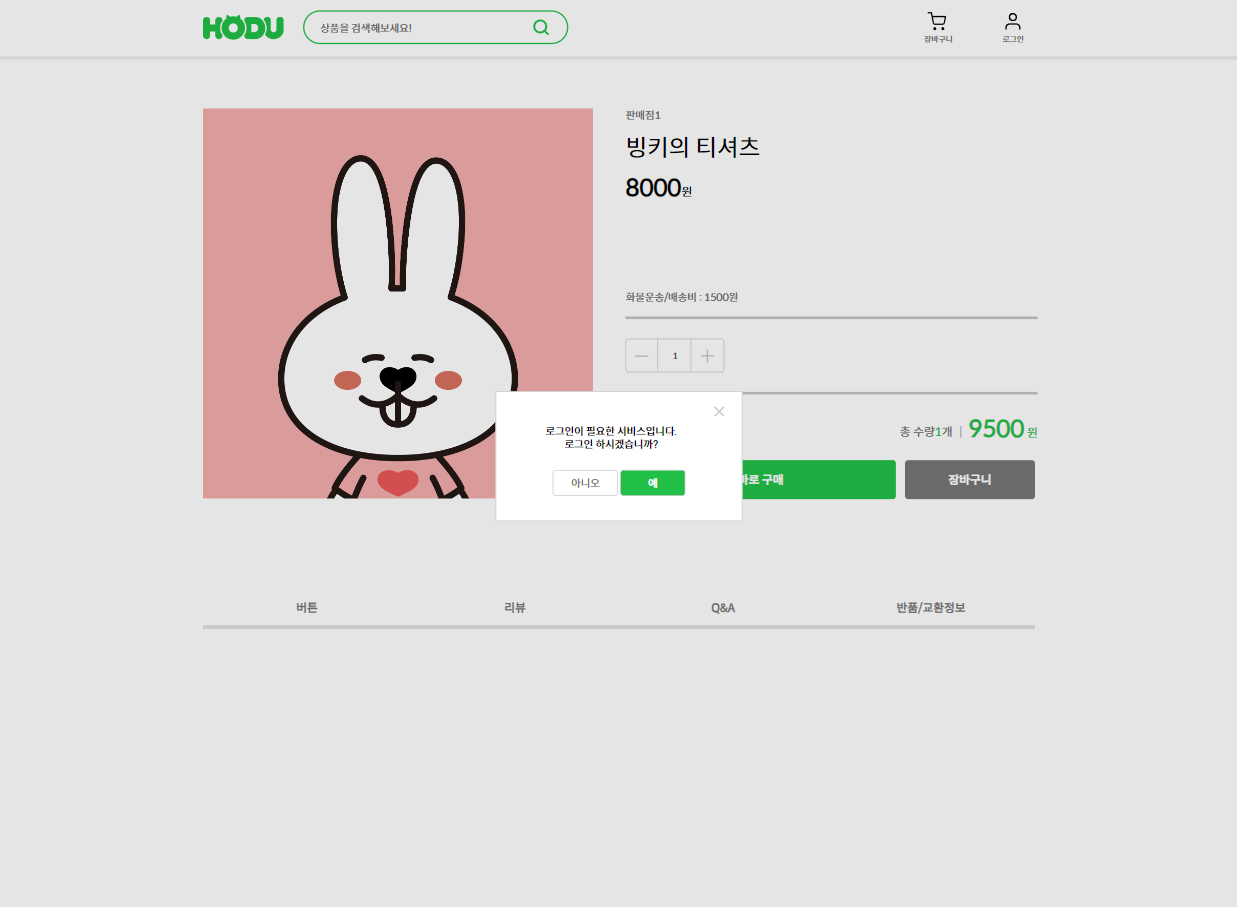 HODU
상품을 검색해보세요!
장바구니
로그인
판매점1
빙키의 티셔츠
8000원
화물운송/배송비 : 1500원
1
총 수량1개 | 9500 원
로그인이 필요한 서비스입니다.
로그인 하시겠습니까?
아니오
예
바로 구매
장바구니
버튼
리뷰
Q&A
반품/교환정보